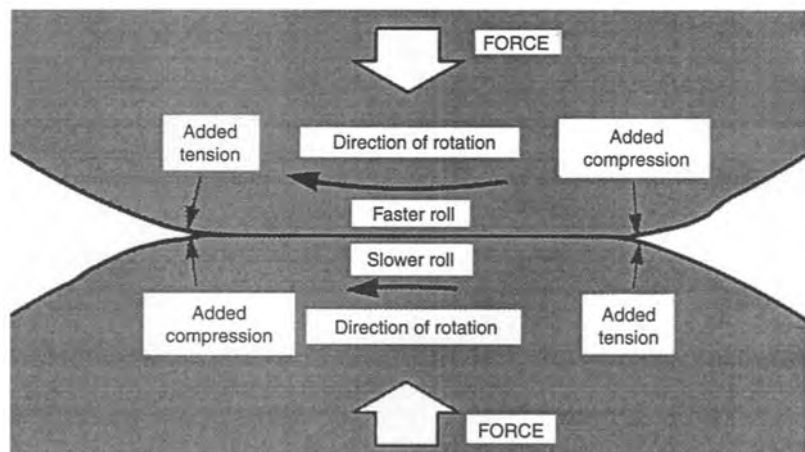 FORCE
Added
tension
Direction of rotation
Added
compression
Faster roll
Slower roll
Added
compression
Direction of rotation
Added
tension
FORCE